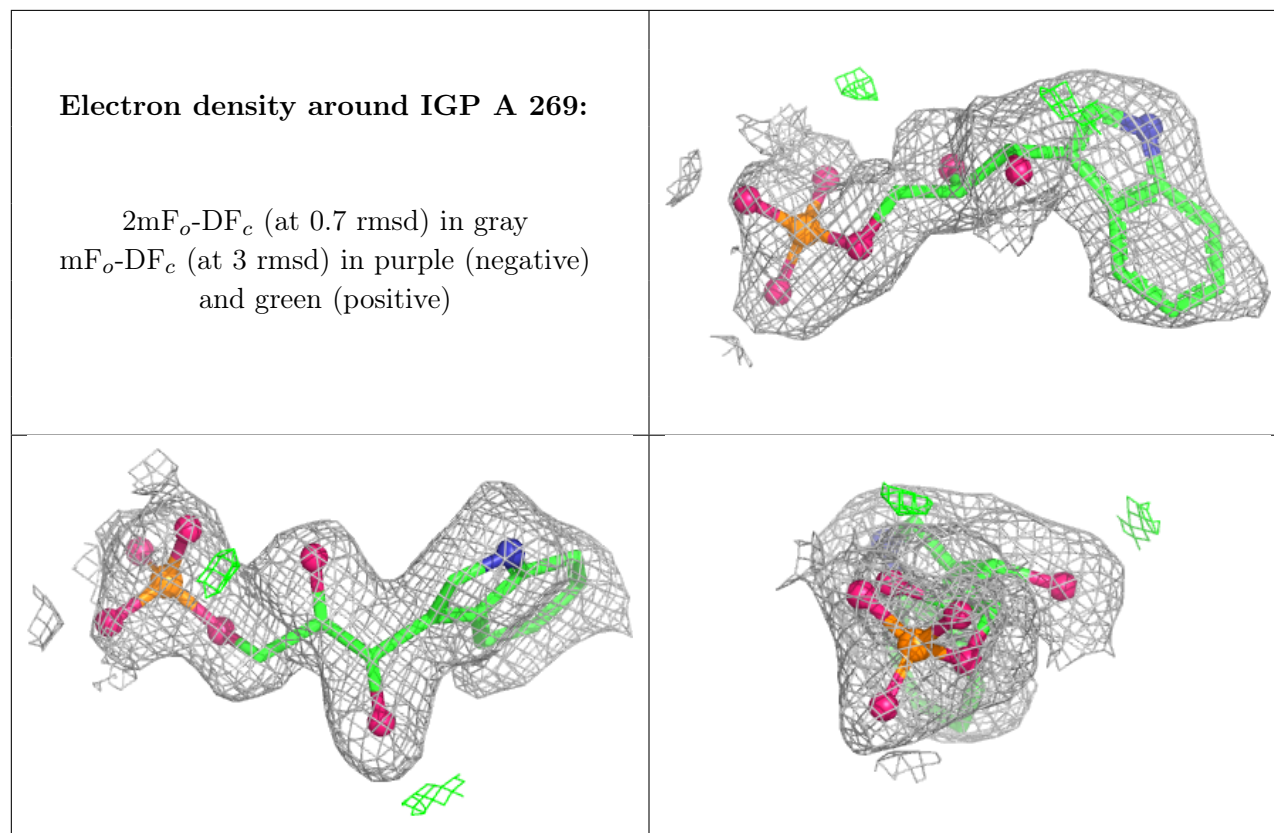 Electron density around IGP A 269:
2mFo-DFc (at 0.7 rmsd) in gray
mFo-DFc (at 3 rmsd) in purple (negative)
and green (positive)